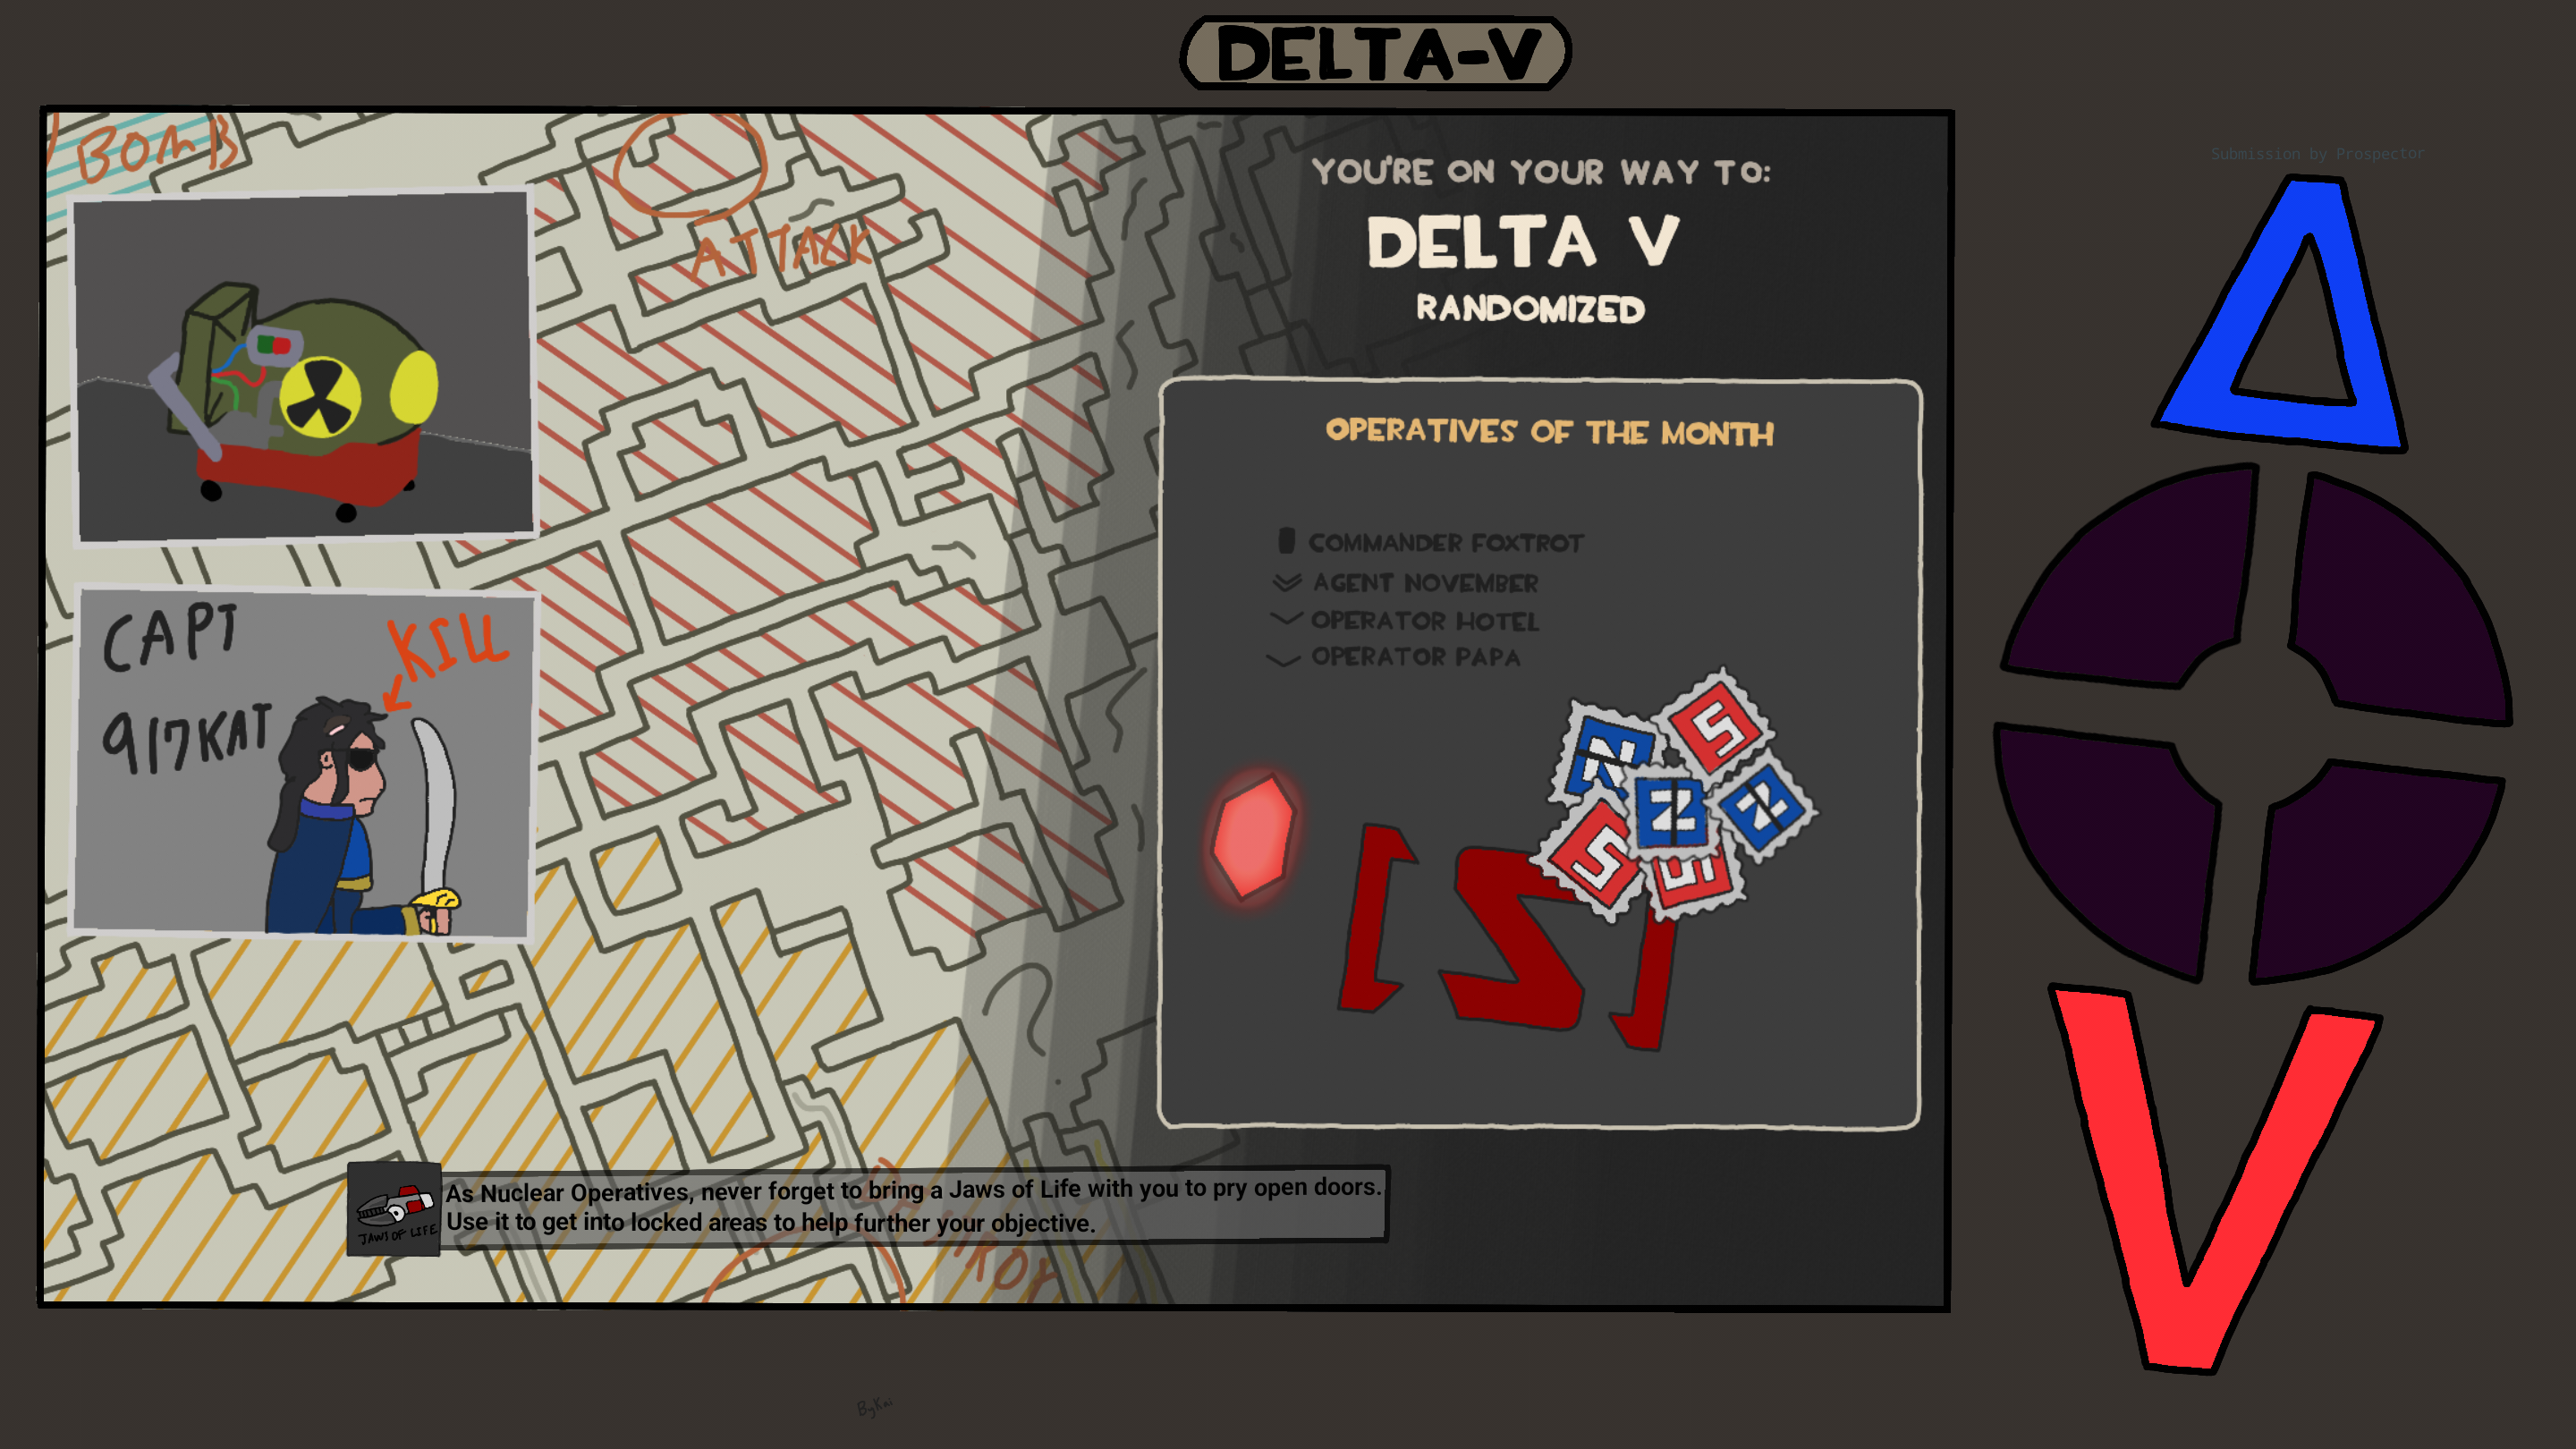 DELTA-V
Submission by Prospector
BOMB
ATTACK
YOU'RE ON YOUR WAY TO:
DELTA V
RANDOMIZED
OPERATIVES OF THE MONTH
COMMANDER FOXTROT
AGENT NOVEMBER
OPERATOR HOTEL
OPERATOR PAPA
CAPT
KILL
917KAT
As Nuclear Operatives, never forget to bring a Jaws of Life with you to pry open doors.
Use it to get into locked areas to help further your objective.
JAWS OF LIFE
By Kai